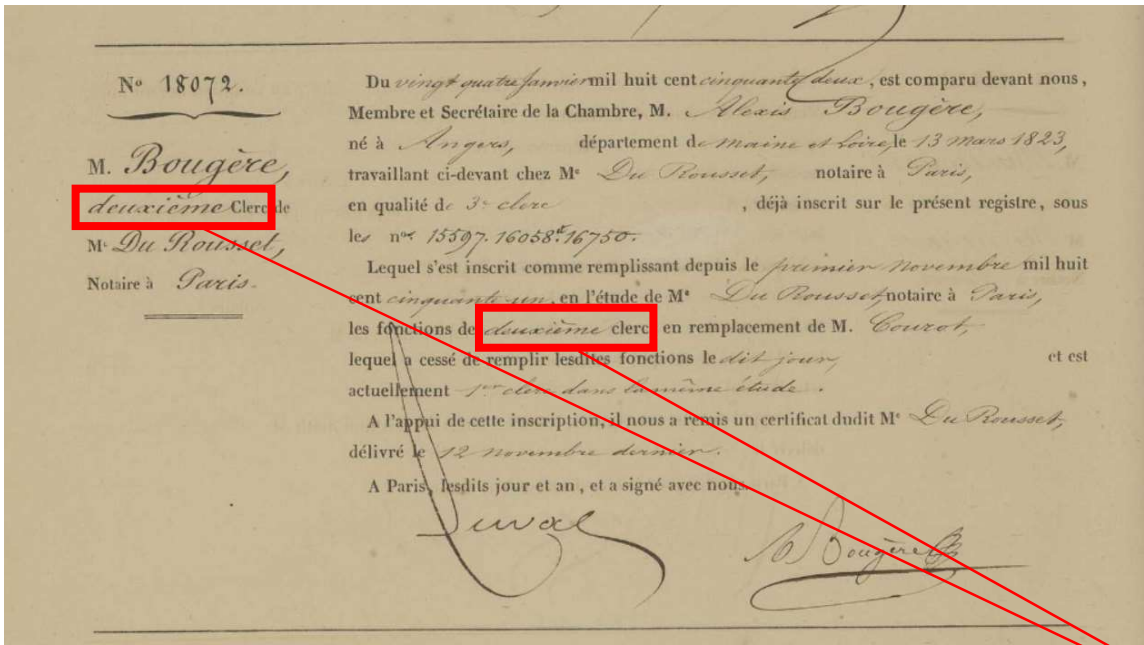 N° 18072.
M. Bougère,
deuxième Clerc de
Me Du Rousset,
Notaire à Paris.
Du vingt quatre janvier mil huit cent cinquante deux, est comparu devant nous,
Membre et Secrétaire de la Chambre, M. Alexis Bougère,
né à Angers, département de maine et Loire, le 13 mars 1823,
travaillant ci-devant chez Me Du Rousset, notaire à Paris,
en qualité de 3e clerc , déjà inscrit sur le présent registre, sous
les nos 15597. 16058. et 16750.
Lequel s'est inscrit comme remplissant depuis le premier novembre mil huit
cent cinquante un, en l'étude de Me Du Rousset, notaire à Paris,
les fonctions de deuxième clerc en remplacement de M. Courot,
lequel a cessé de remplir lesdites fonctions le dit jour, et est
actuellement 1er clerc dans la même étude.
A l'appui de cette inscription, il nous a remis un certificat dudit Me Du Rousset,
délivré le 12 novembre dernier.
A Paris, lesdits jour et an, et a signé avec nous.
Duval
A Bougère